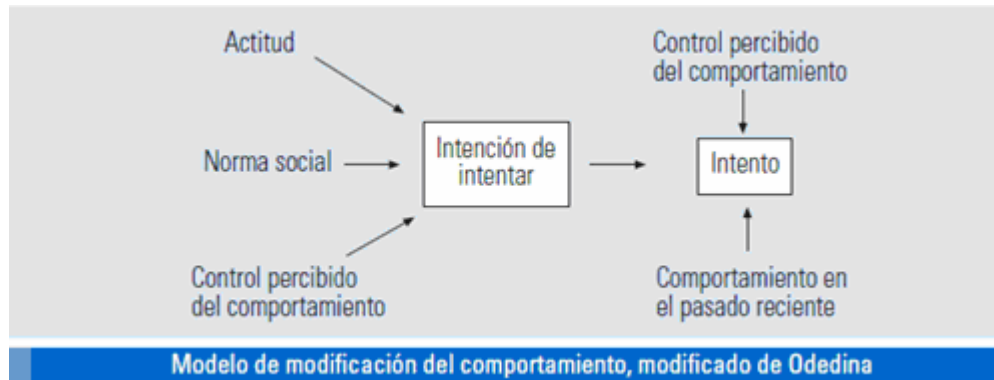 Actitud
Control percibido
del comportamiento
Norma social
Intención de
intentar
Intento
Control percibido
del comportamiento
Comportamiento en
el pasado reciente
Modelo de modificación del comportamiento, modificado de Odedina